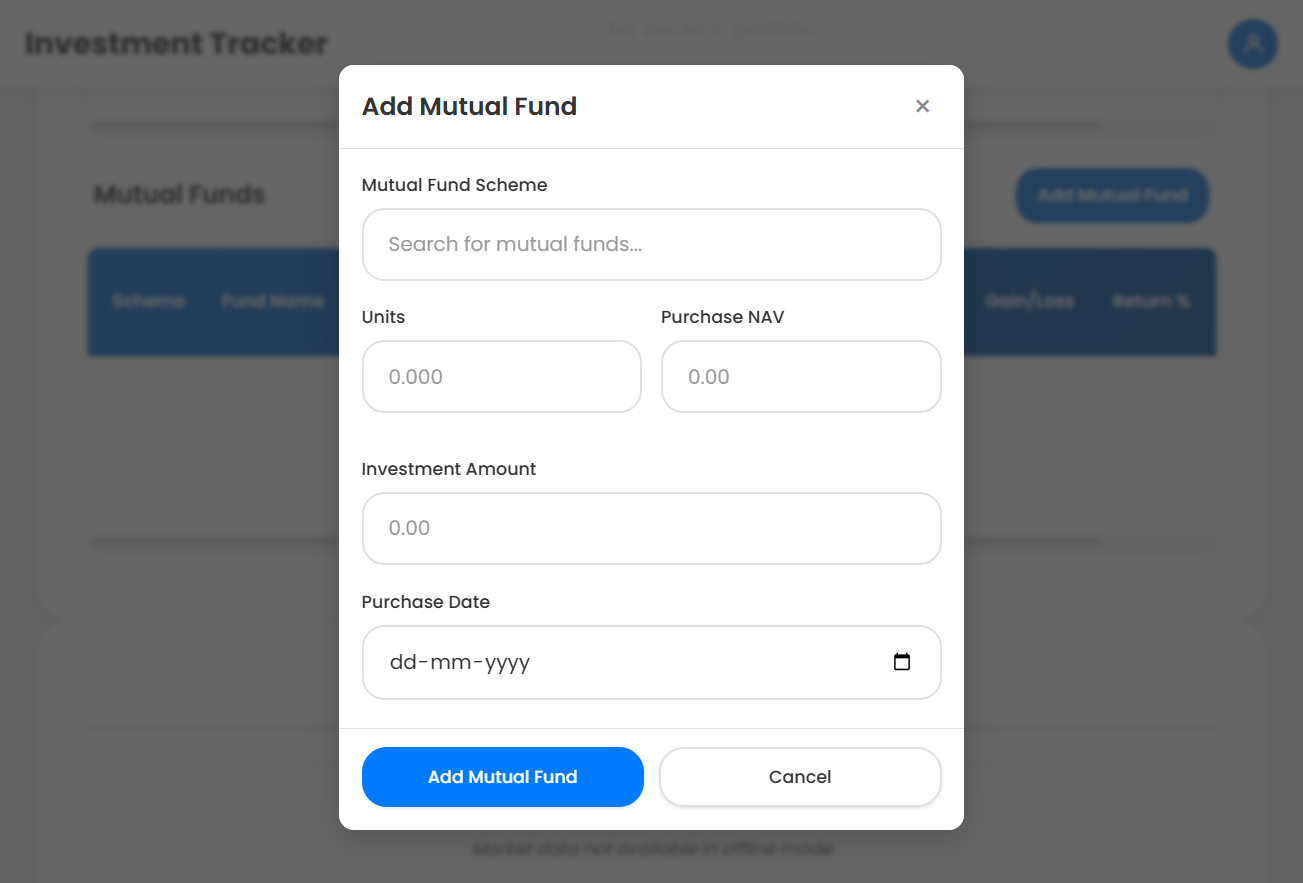 No stocks in portfolio
Investment Tracker
Add Mutual Fund ×
Mutual Funds
Add Mutual Fund
Scheme Fund Name Gain/Loss Return %
Mutual Fund Scheme
Search for mutual funds...
Units Purchase NAV
0.000 0.00
Investment Amount
0.00
Purchase Date
dd-mm-yyyy
Add Mutual Fund Cancel
Market data not available in offline mode